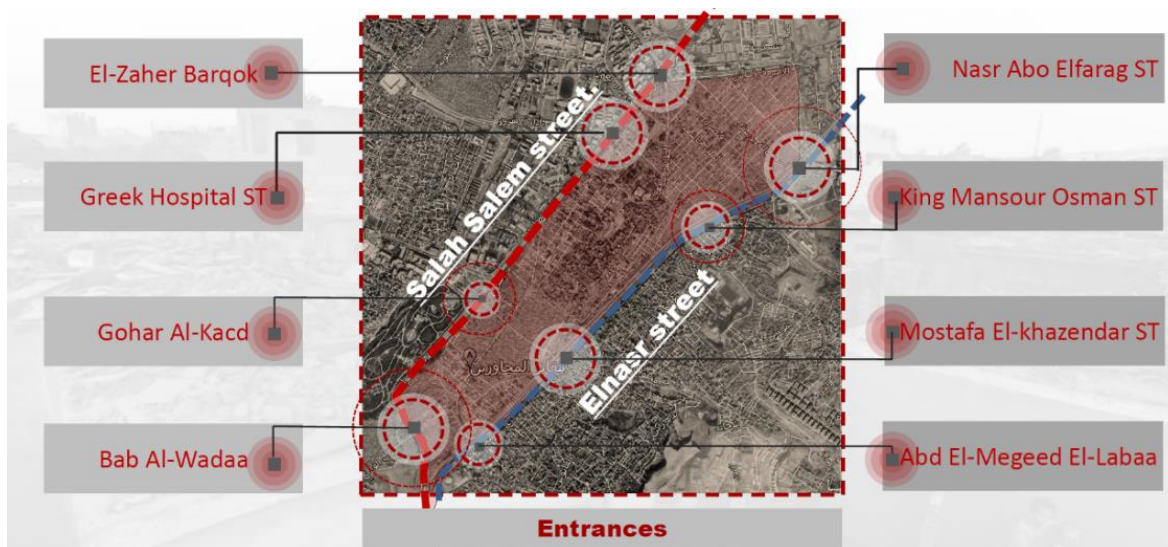 El-Zaher Barqok
Greek Hospital ST
Gohar Al-Kacd
Bab Al-Wadaa
Salah Salem street.
Elnasr street
Nasr Abo Elfarag ST
King Mansour Osman ST
Mostafa El-khazendar ST
Abd El-Megeed El-Labaa
Entrances